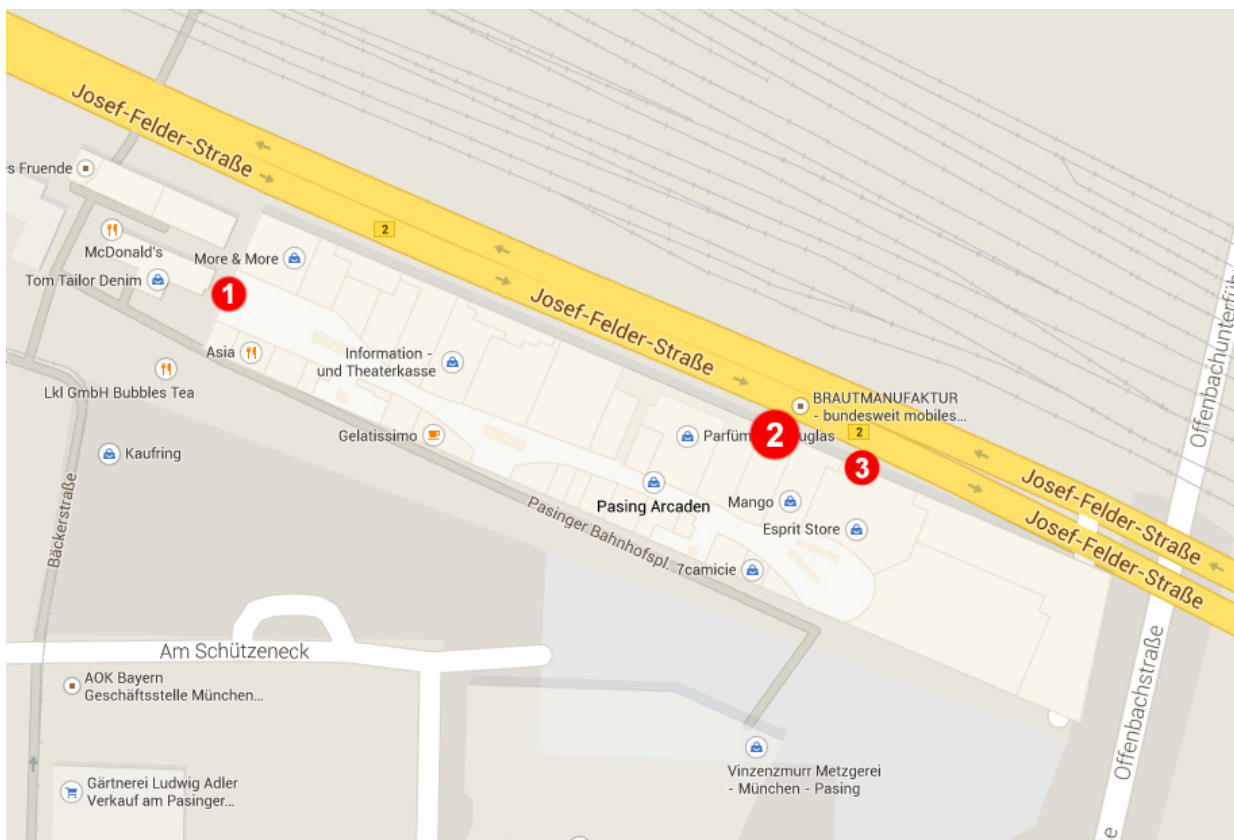 Josef-Felder-Straße
es Fruende
2
McDonald's
More & More
Tom Tailor Denim
1
Josef-Felder-Straße
Asia
Information -
und Theaterkasse
Lkl GmbH Bubbles Tea
BRAUTMANUFAKTUR
- bundesweit mobiles...
Gelatissimo
Parfüm
2
uglas
2
3
Kaufring
Pasing Arcaden
Mango
Esprit Store
Josef-Felder-Straße
Josef-Felder-Straße
Offenbachunterfüh
Bäckerstraße
Pasinger Bahnhofspl.
7camicie
Am Schützeneck
AOK Bayern
Geschäftsstelle München...
Offenbachstraße
Vinzenzmurr Metzgerei
- München - Pasing
Gärtnerei Ludwig Adler
Verkauf am Pasinger...
e